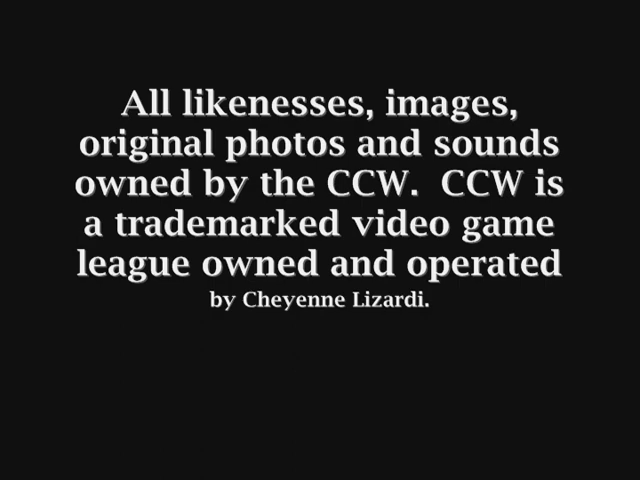 All likenesses, images,
original photos and sounds
owned by the CCW.  CCW is
a trademarked video game
league owned and operated
by Cheyenne Lizardi.